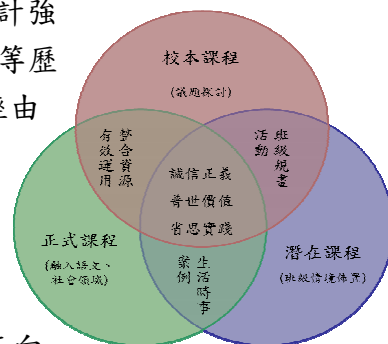 計強
等歷
經由
校本課程
(議題探討)
整合資源
有效運用
班級規畫
活動
誠信正義
普世價值
省思實踐
正式課程
(融入語文、
社會領域)
潛在課程
(班級情境佈置)
生活時事
案例